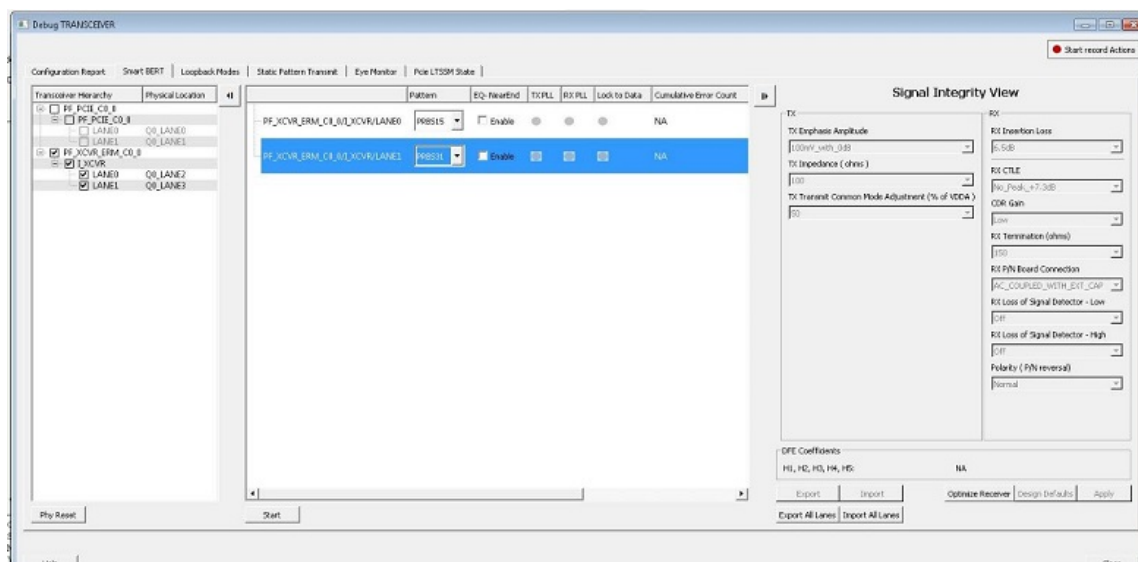 Debug TRANSCEIVER
Start record Actions
Configuration Report Smart BERT Loopback Modes Static Pattern Transmit Eye Monitor Pcie LTSSM State
Transceiver Hierarchy Physical Location
PF_PCIE_C0_0
PF_PCIE_C0_0
LANE0 Q0_LANE0
LANE1 Q0_LANE1
PF_XCVR_ERM_C0_0
I_XCVR
LANE0 Q0_LANE2
LANE1 Q0_LANE3
Phy Reset
Pattern EQ-NearEnd TXPLL RX PLL Lock to Data Cumulative Error Count
PF_XCVR_ERM_C0_0/I_XCVR/LANE0 PRBS15 Enable NA
PF_XCVR_ERM_C0_0/I_XCVR/LANE1 PRBS31 Enable NA
Start
Signal Integrity View
TX
TX Emphasis Amplitude
100mV_with_0dB
TX Impedance ( ohms )
100
TX Transmit Common Mode Adjustment (% of VDDA )
50
RX
RX Insertion Loss
6.5dB
RX CTLE
No_Peak_+7.3dB
CDR Gain
Low
RX Termination (ohms)
150
RX P/N Board Connection
AC_COUPLED_WITH_EXT_CAP
RX Loss of Signal Detector - Low
Off
RX Loss of Signal Detector - High
Off
Polarity ( P/N reversal)
Normal
DFE Coefficients
H1, H2, H3, H4, H5: NA
Export Import Optimize Receiver Design Defaults Apply
Export All Lanes Import All Lanes